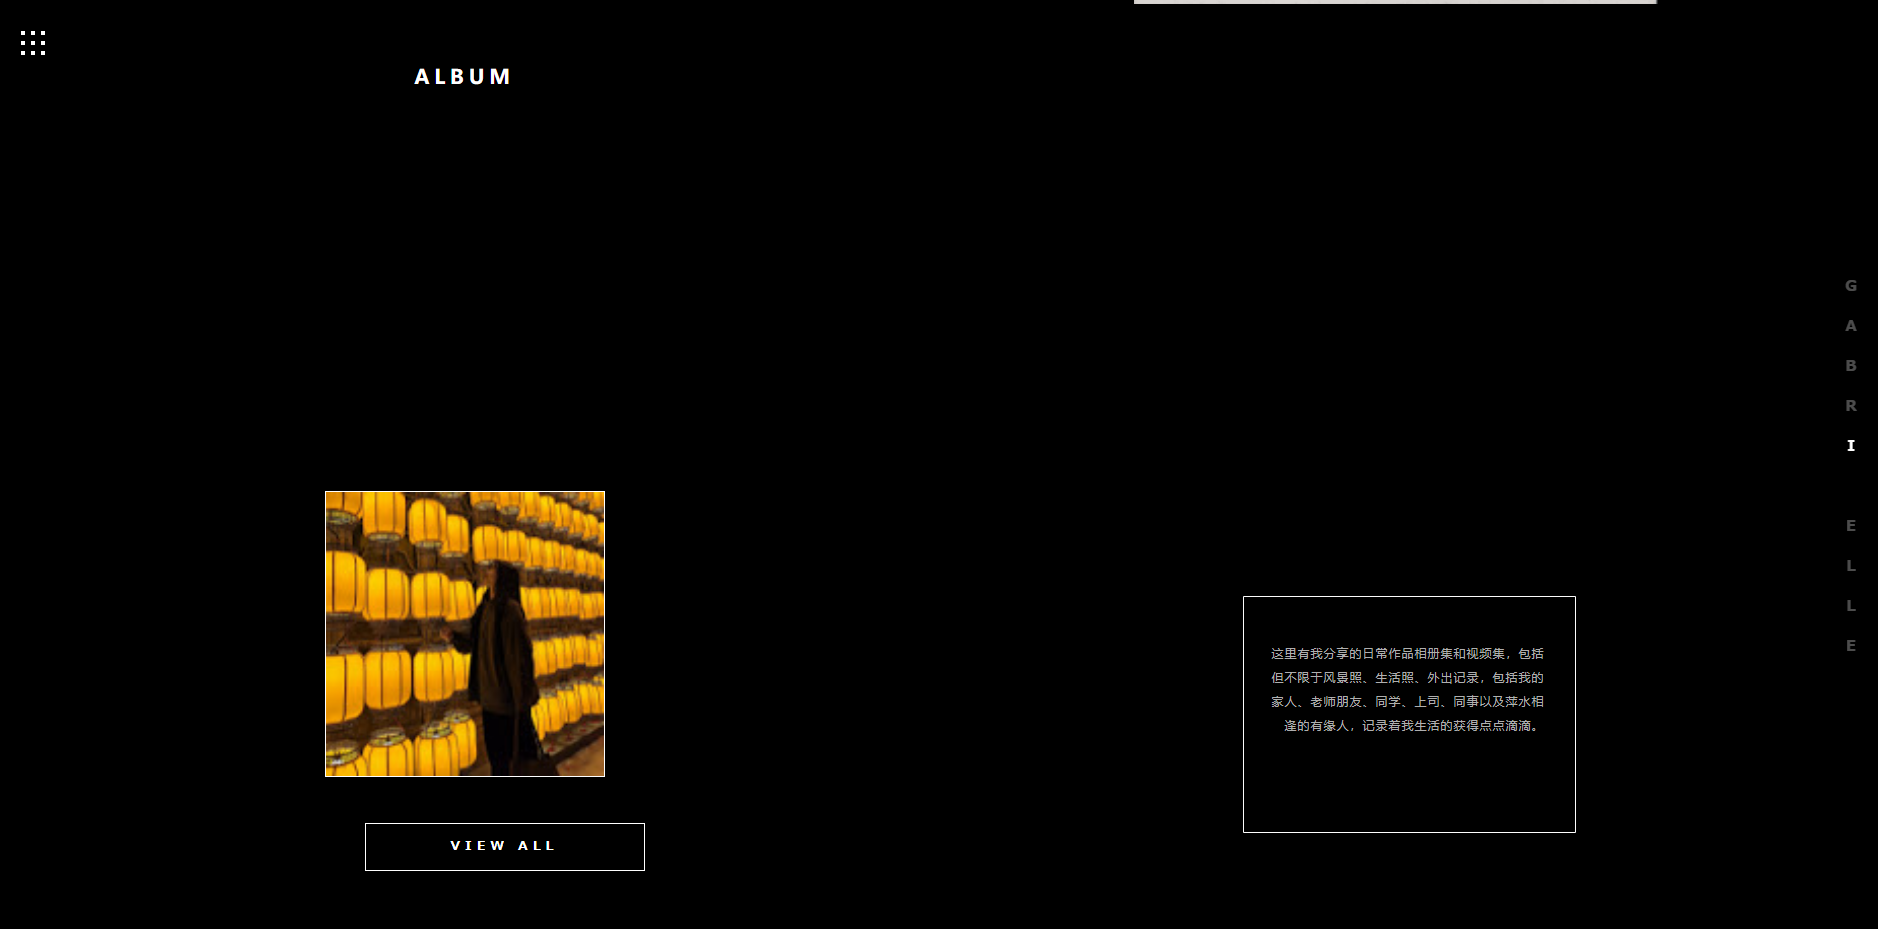 ALBUM
G
A
B
R
I
E
L
L
E
这里有我分享的日常作品相册集和视频集，包括
但不限于风景照、生活照、外出记录，包括我的
家人、老师朋友、同学、上司、同事以及萍水相
逢的有缘人，记录着我生活的获得点点滴滴。
VIEW ALL